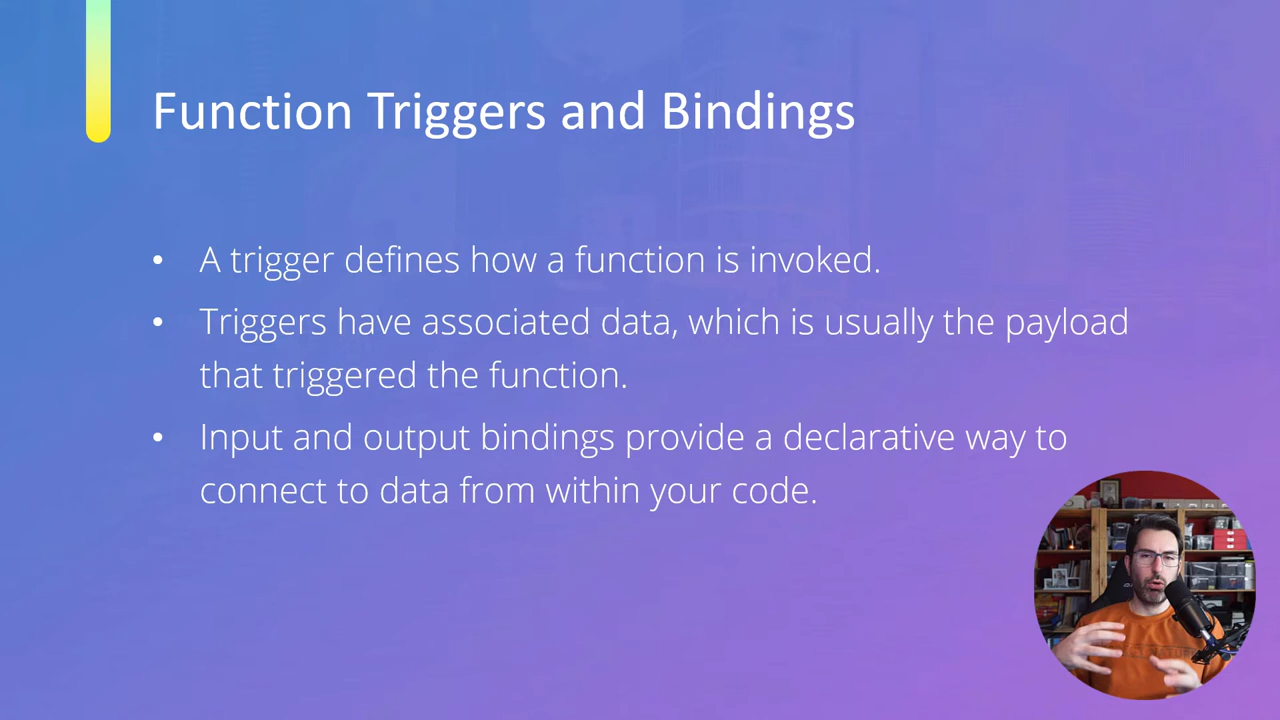 Function Triggers and Bindings
• A trigger defines how a function is invoked.
• Triggers have associated data, which is usually the payload
that triggered the function.
• Input and output bindings provide a declarative way to
connect to data from within your code.